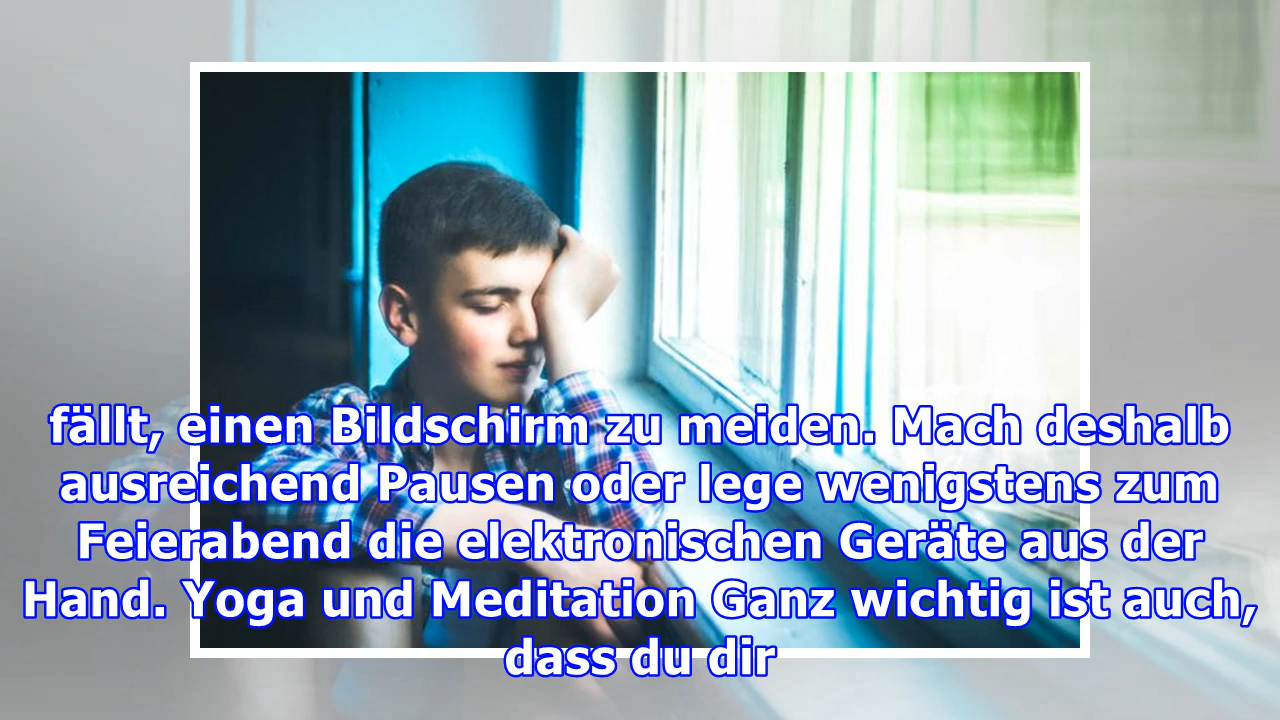 fällt, einen Bildschirm zu meiden. Mach deshalb
ausreichend Pausen oder lege wenigstens zum
Feierabend die elektronischen Geräte aus der
Hand. Yoga und Meditation Ganz wichtig ist auch,
dass du dir